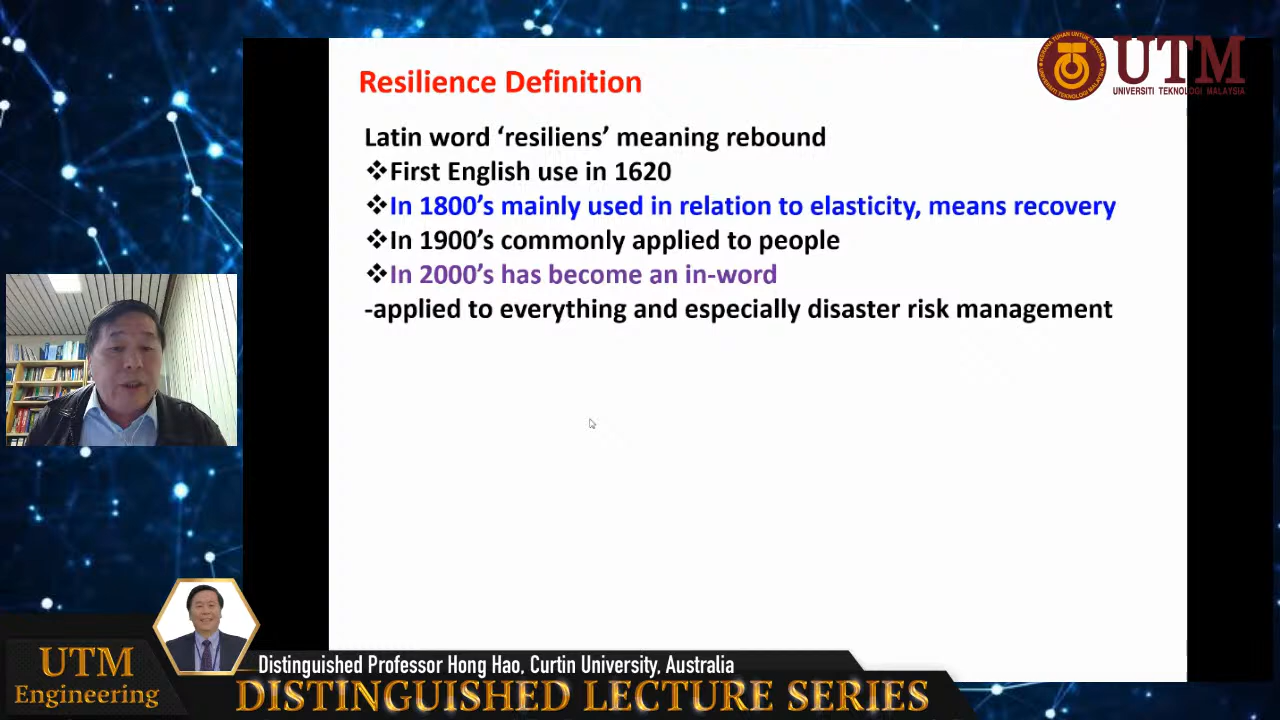 Resilience Definition
Latin word ‘resiliens’ meaning rebound
❖First English use in 1620
❖In 1800’s mainly used in relation to elasticity, means recovery
❖In 1900’s commonly applied to people
❖In 2000’s has become an in-word
-applied to everything and especially disaster risk management
UTM
UNIVERSITI TEKNOLOGI MALAYSIA
UTM
Engineering
Distinguished Professor Hong Hao, Curtin University, Australia
DISTINGUISHED LECTURE SERIES